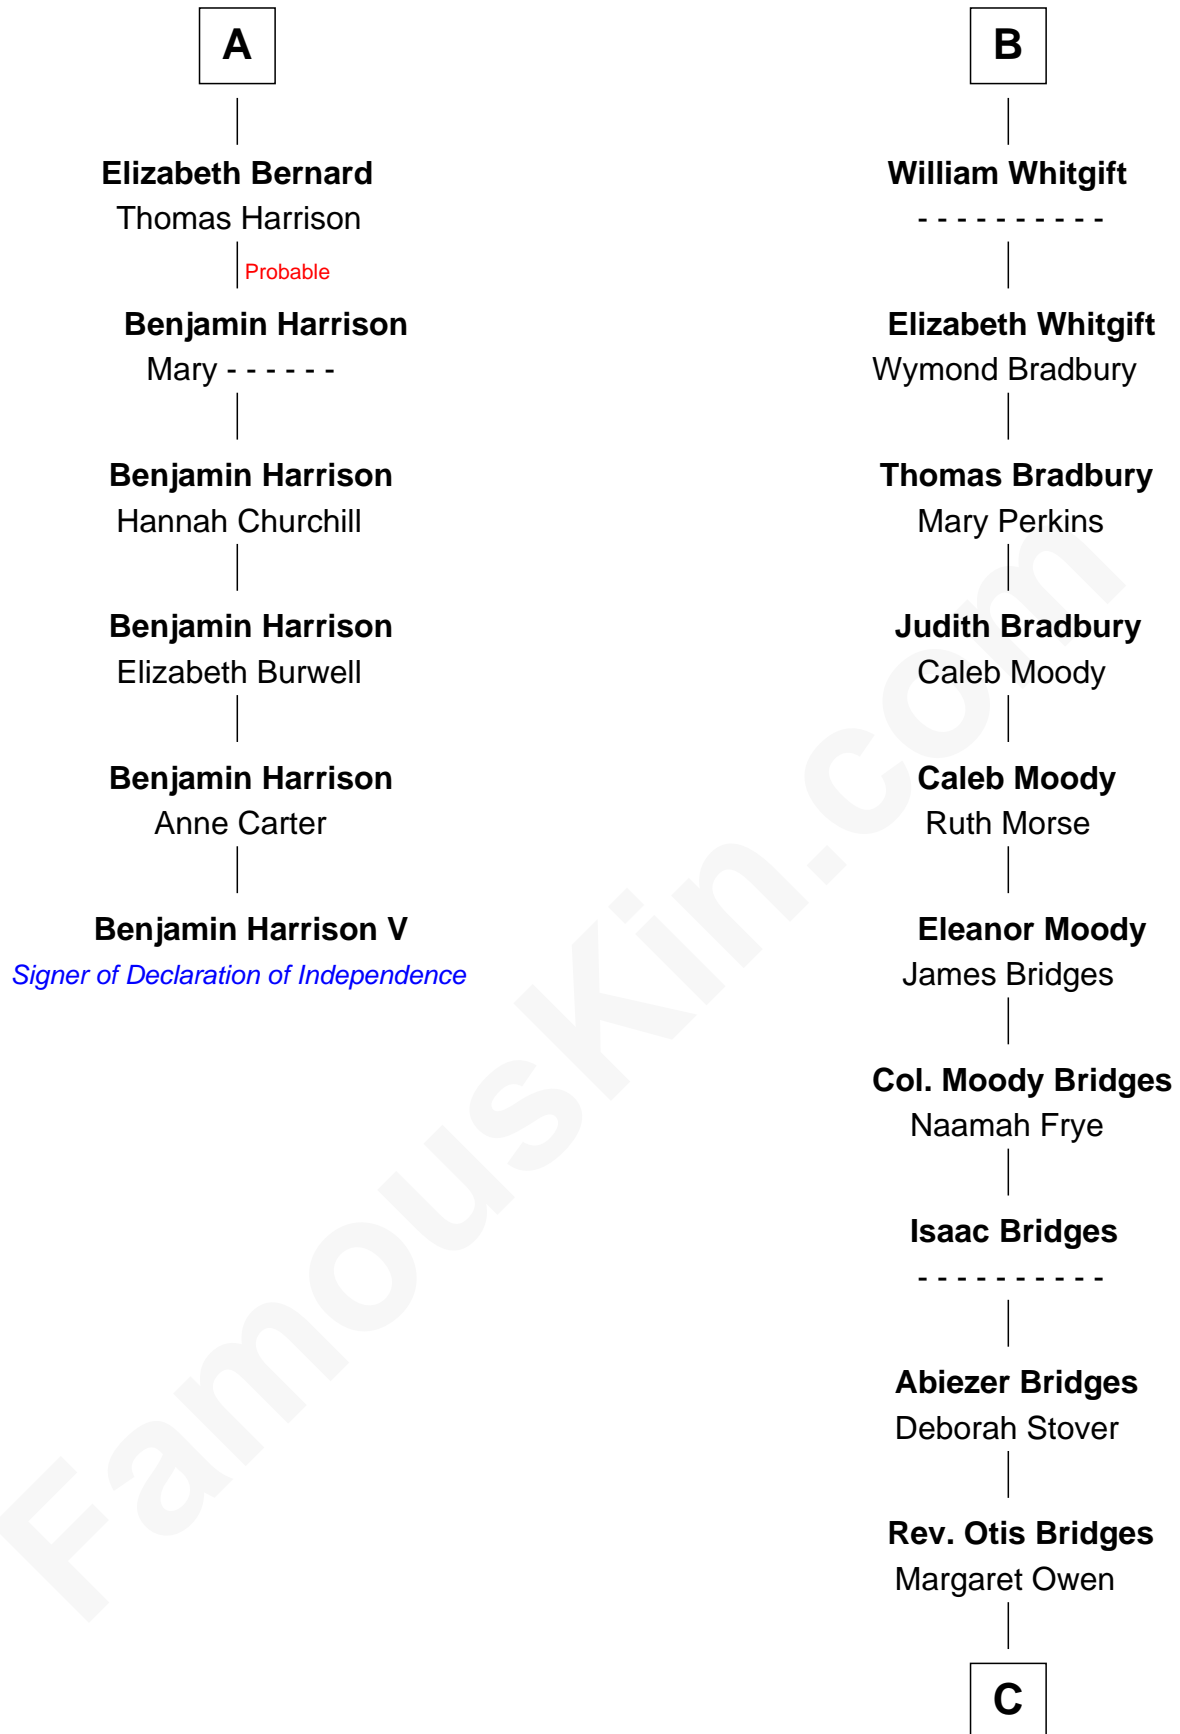 A
Elizabeth Bernard
Thomas Harrison
Probable
Benjamin Harrison
Mary - - - - - -
Benjamin Harrison
Hannah Churchill
Benjamin Harrison
Elizabeth Burwell
Benjamin Harrison
Anne Carter
Benjamin Harrison V
Signer of Declaration of Independence
B
William Whitgift
- - - - - - - - - -
Elizabeth Whitgift
Wymond Bradbury
Thomas Bradbury
Mary Perkins
Judith Bradbury
Caleb Moody
Caleb Moody
Ruth Morse
Eleanor Moody
James Bridges
Col. Moody Bridges
Naamah Frye
Isaac Bridges
- - - - - - - - - -
Abiezer Bridges
Deborah Stover
Rev. Otis Bridges
Margaret Owen
C
FamousKin.com